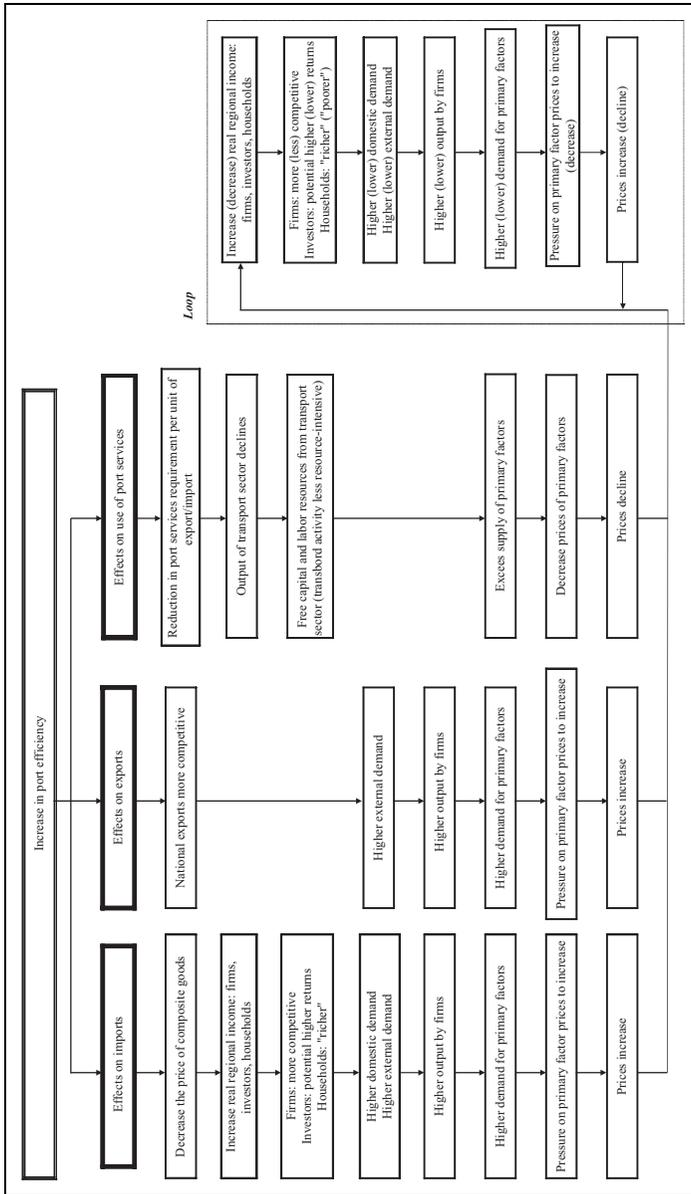 Increase in port efficiency
Effects on imports
Decrease the price of composite goods
Increase real regional income: firms,
investors, households
Firms: more competitive
Investors: potential higher returns
Households: "richer"
Higher domestic demand
Higher external demand
Higher output by firms
Higher demand for primary factors
Pressure on primary factor prices to increase
Prices increase
Effects on exports
National exports more competitive
Higher external demand
Higher output by firms
Higher demand for primary factors
Pressure on primary factor prices to increase
Prices increase
Effects on use of port services
Reduction in port services requirement per unit of
export/import
Output of transport sector declines
Free capital and labor resources from transport
sector (transbord activity less resource-intensive)
Excees supply of primary factors
Decrease prices of primary factors
Prices decline
Loop
Increase (decrease) real regional income:
firms, investors, households
Firms: more (less) competitive
Investors: potential higher (lower) returns
Households: "richer" ("poorer")
Higher (lower) domestic demand
Higher (lower) external demand
Higher (lower) output by firms
Higher (lower) demand for primary factors
Pressure on primary factor prices to increase
(decrease)
Prices increase (decline)